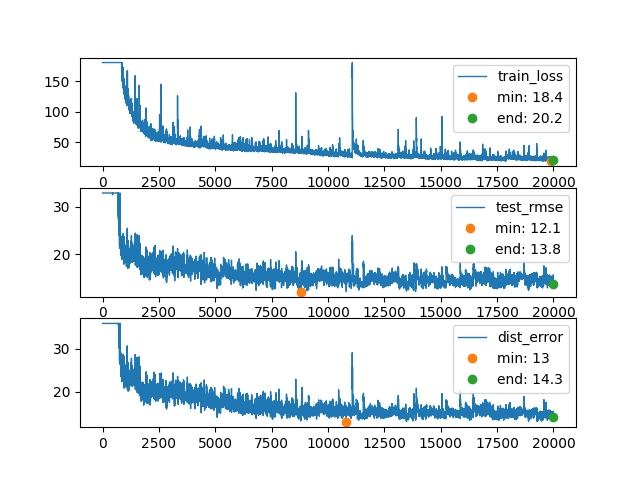 150
100
50
train_loss
min: 18.4
end: 20.2
0 2500 5000 7500 10000 12500 15000 17500 20000
30
20
test_rmse
min: 12.1
end: 13.8
0 2500 5000 7500 10000 12500 15000 17500 20000
30
20
dist_error
min: 13
end: 14.3
0 2500 5000 7500 10000 12500 15000 17500 20000